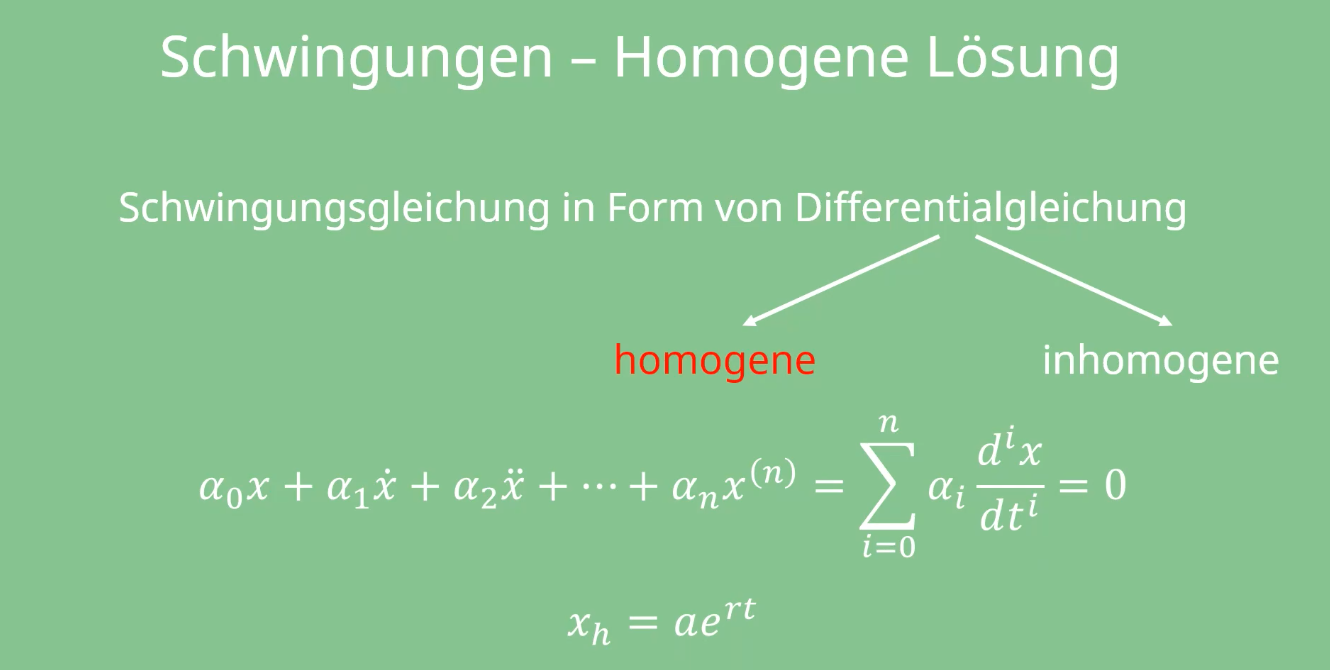 Schwingungen – Homogene Lösung
Schwingungsgleichung in Form von Differentialgleichung
homogene inhomogene
$\alpha_0 x + \alpha_1 \dot{x} + \alpha_2 \ddot{x} + \cdots + \alpha_n x^{(n)} = \sum_{i=0}^{n} \alpha_i \frac{d^i x}{dt^i} = 0$
$x_h = ae^{rt}$